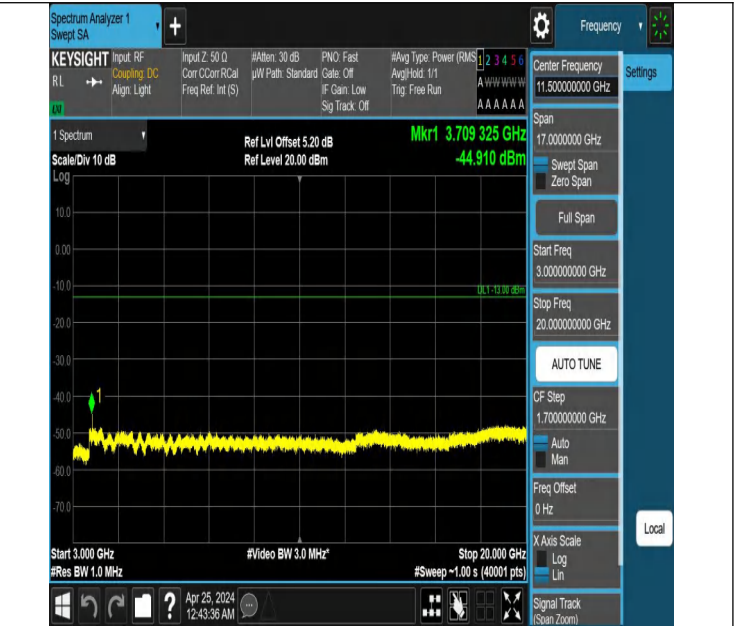 Spectrum Analyzer 1
Swept SA
+
Frequency
KEYSIGHT
R L
Input: RF
Coupling: DC
Align: Light
Input Z: 50 Ω
Corr CCorr RCal
Freq Ref: Int (S)
#Atten: 30 dB
µW Path: Standard
PNO: Fast
Gate: Off
IF Gain: Low
Sig Track: Off
#Avg Type: Power (RMS
Avg|Hold: 1/1
Trig: Free Run
1 2 3 4 5 6
A W W W W W
A A A A A A
1 Spectrum
Scale/Div 10 dB
Log
Ref Lvl Offset 5.20 dB
Ref Level 20.00 dBm
Mkr1 3.709 325 GHz
-44.910 dBm
10.0
0.00
-10.0
-20.0
-30.0
-40.0
-50.0
-60.0
-70.0
DL1 -13.00 dBm
1
Start 3.000 GHz
#Res BW 1.0 MHz
#Video BW 3.0 MHz*
Stop 20.000 GHz
#Sweep ~1.00 s (40001 pts)
Center Frequency
11.500000000 GHz
Settings
Span
17.0000000 GHz
Swept Span
Zero Span
Full Span
Start Freq
3.000000000 GHz
Stop Freq
20.000000000 GHz
AUTO TUNE
CF Step
1.700000000 GHz
Auto
Man
Freq Offset
0 Hz
X Axis Scale
Log
Lin
Local
Signal Track
(Span Zoom)
?
Apr 25, 2024
12:43:36 AM